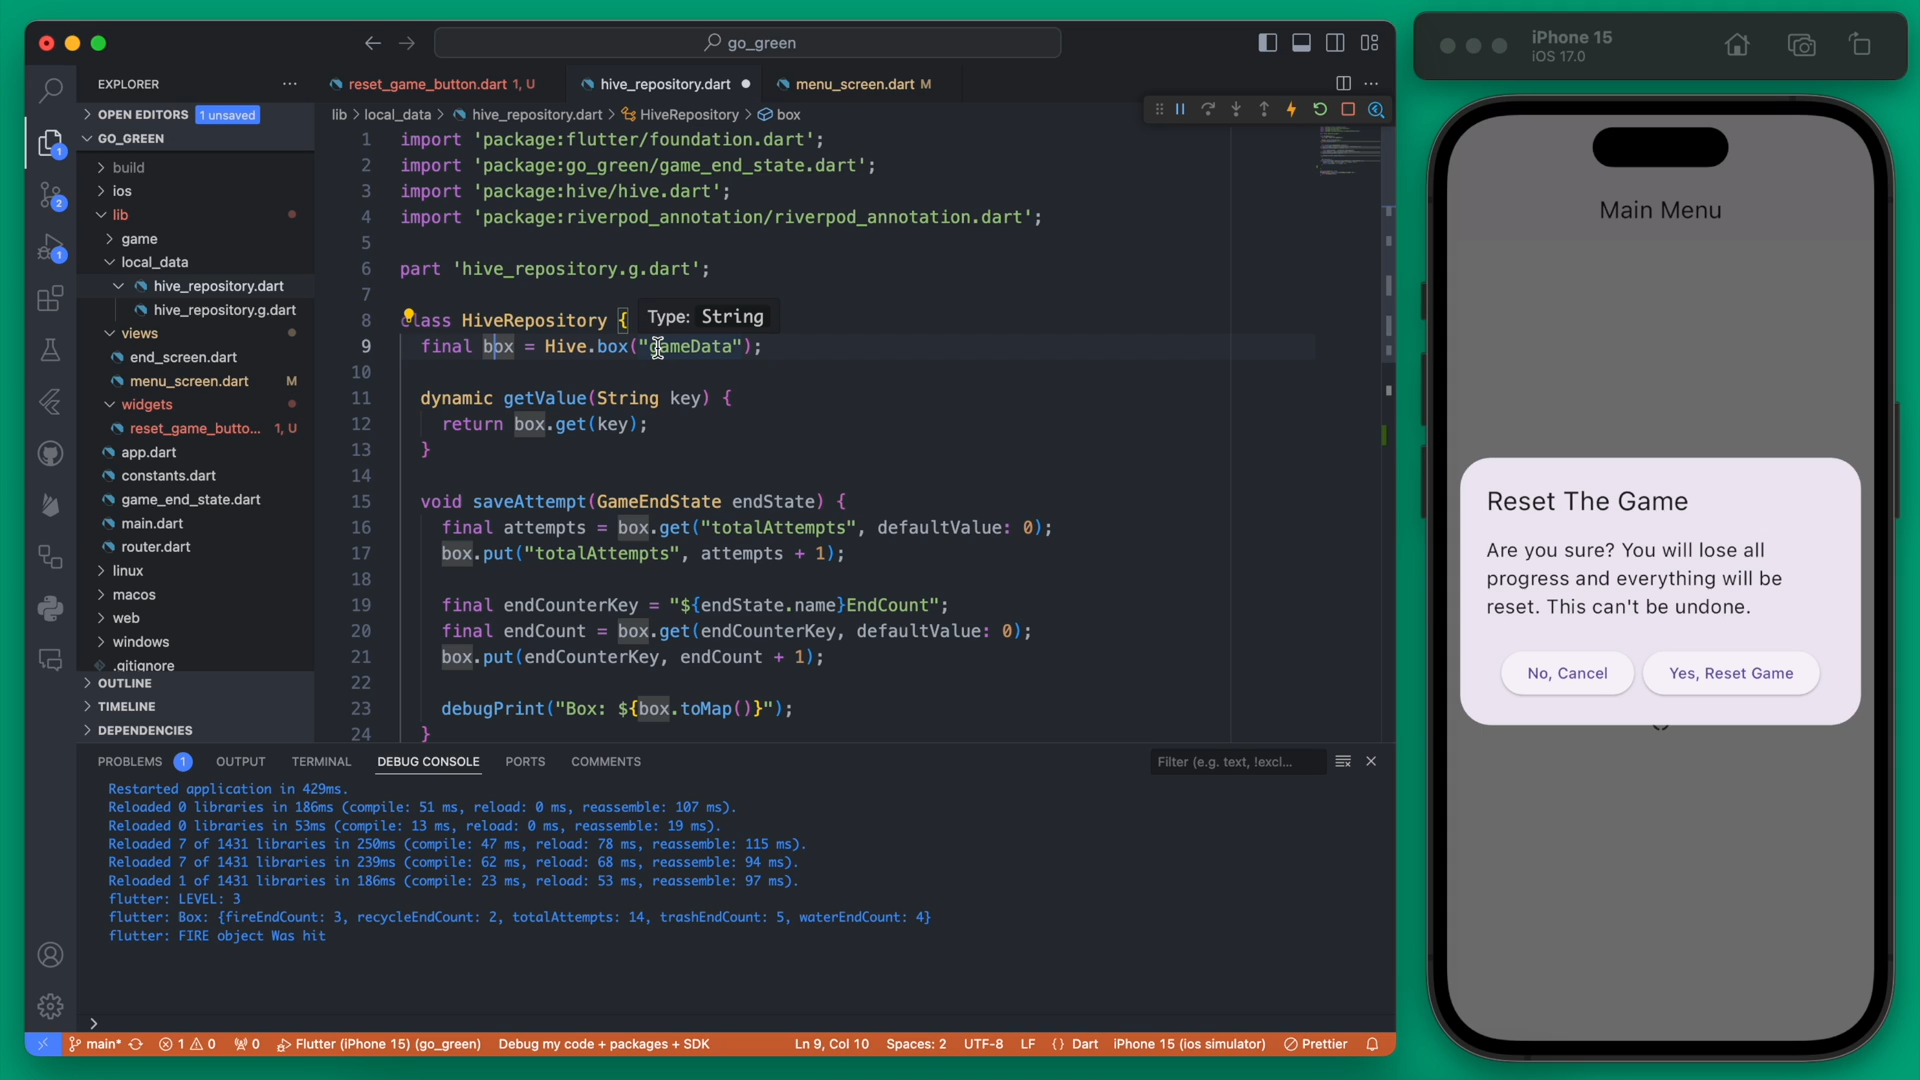 go_green
EXPLORER
OPEN EDITORS 1 unsaved
GO_GREEN
build
ios
lib
game
local_data
hive_repository.dart
hive_repository.g.dart
views
end_screen.dart
menu_screen.dart M
widgets
reset_game_butto... 1, U
app.dart
constants.dart
game_end_state.dart
main.dart
router.dart
linux
macos
web
windows
.gitignore
OUTLINE
TIMELINE
DEPENDENCIES
1
2
1
reset_game_button.dart 1, U
hive_repository.dart
menu_screen.dart M
lib > local_data > hive_repository.dart > HiveRepository > box
1 import 'package:flutter/foundation.dart';
2 import 'package:go_green/game_end_state.dart';
3 import 'package:hive/hive.dart';
4 import 'package:riverpod_annotation/riverpod_annotation.dart';
5
6 part 'hive_repository.g.dart';
7
8 class HiveRepository {
Type: String
9 final box = Hive.box("gameData");
10
11 dynamic getValue(String key) {
12 return box.get(key);
13 }
14
15 void saveAttempt(GameEndState endState) {
16 final attempts = box.get("totalAttempts", defaultValue: 0);
17 box.put("totalAttempts", attempts + 1);
18
19 final endCounterKey = "${endState.name}EndCount";
20 final endCount = box.get(endCounterKey, defaultValue: 0);
21 box.put(endCounterKey, endCount + 1);
22
23 debugPrint("Box: ${box.toMap()}");
24 }
PROBLEMS 1 OUTPUT TERMINAL DEBUG CONSOLE PORTS COMMENTS Filter (e.g. text, !excl...
Restarted application in 429ms.
Reloaded 0 libraries in 186ms (compile: 51 ms, reload: 0 ms, reassemble: 107 ms).
Reloaded 0 libraries in 53ms (compile: 13 ms, reload: 0 ms, reassemble: 19 ms).
Reloaded 7 of 1431 libraries in 250ms (compile: 47 ms, reload: 78 ms, reassemble: 115 ms).
Reloaded 7 of 1431 libraries in 239ms (compile: 62 ms, reload: 68 ms, reassemble: 94 ms).
Reloaded 1 of 1431 libraries in 186ms (compile: 23 ms, reload: 53 ms, reassemble: 97 ms).
flutter: LEVEL: 3
flutter: Box: {fireEndCount: 3, recycleEndCount: 2, totalAttempts: 14, trashEndCount: 5, waterEndCount: 4}
flutter: FIRE object Was hit
main* 1 0 0 Flutter (iPhone 15) (go_green) Debug my code + packages + SDK Ln 9, Col 10 Spaces: 2 UTF-8 LF {} Dart iPhone 15 (ios simulator) Prettier
iPhone 15
iOS 17.0
Main Menu
Reset The Game
Are you sure? You will lose all
progress and everything will be
reset. This can't be undone.
No, Cancel
Yes, Reset Game